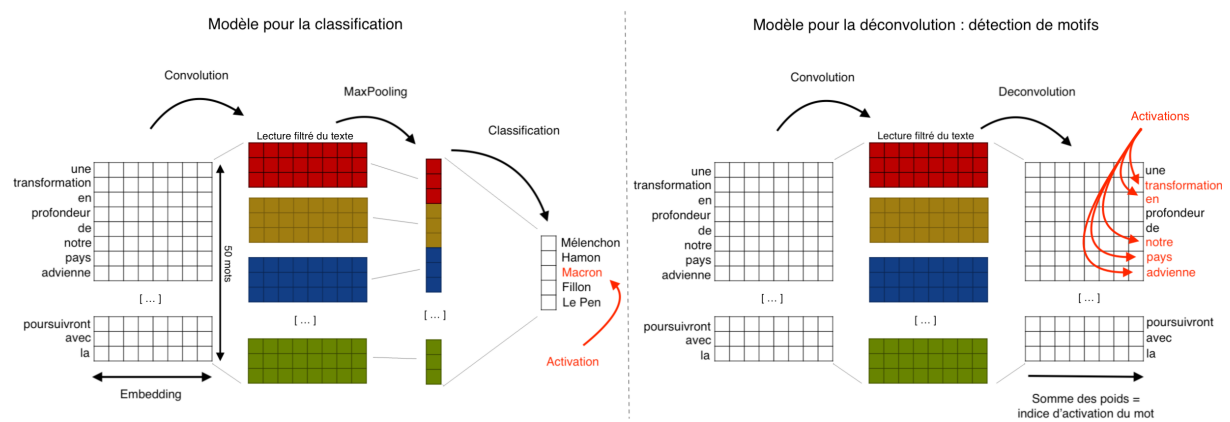 Modèle pour la classification
Convolution
MaxPooling
Classification
Lecture filtré du texte
une
transformation
en
profondeur
de
notre
pays
advienne
[ ... ]
poursuivront
avec
la
50 mots
Embedding
[ ... ]
[ ... ]
Mélenchon
Hamon
Macron
Fillon
Le Pen
Activation
Modèle pour la déconvolution : détection de motifs
Convolution
Deconvolution
Activations
Lecture filtré du texte
une
transformation
en
profondeur
de
notre
pays
advienne
[ ... ]
poursuivront
avec
la
[ ... ]
une
transformation
en
profondeur
de
notre
pays
advienne
[ ... ]
poursuivront
avec
la
Somme des poids =
indice d'activation du mot